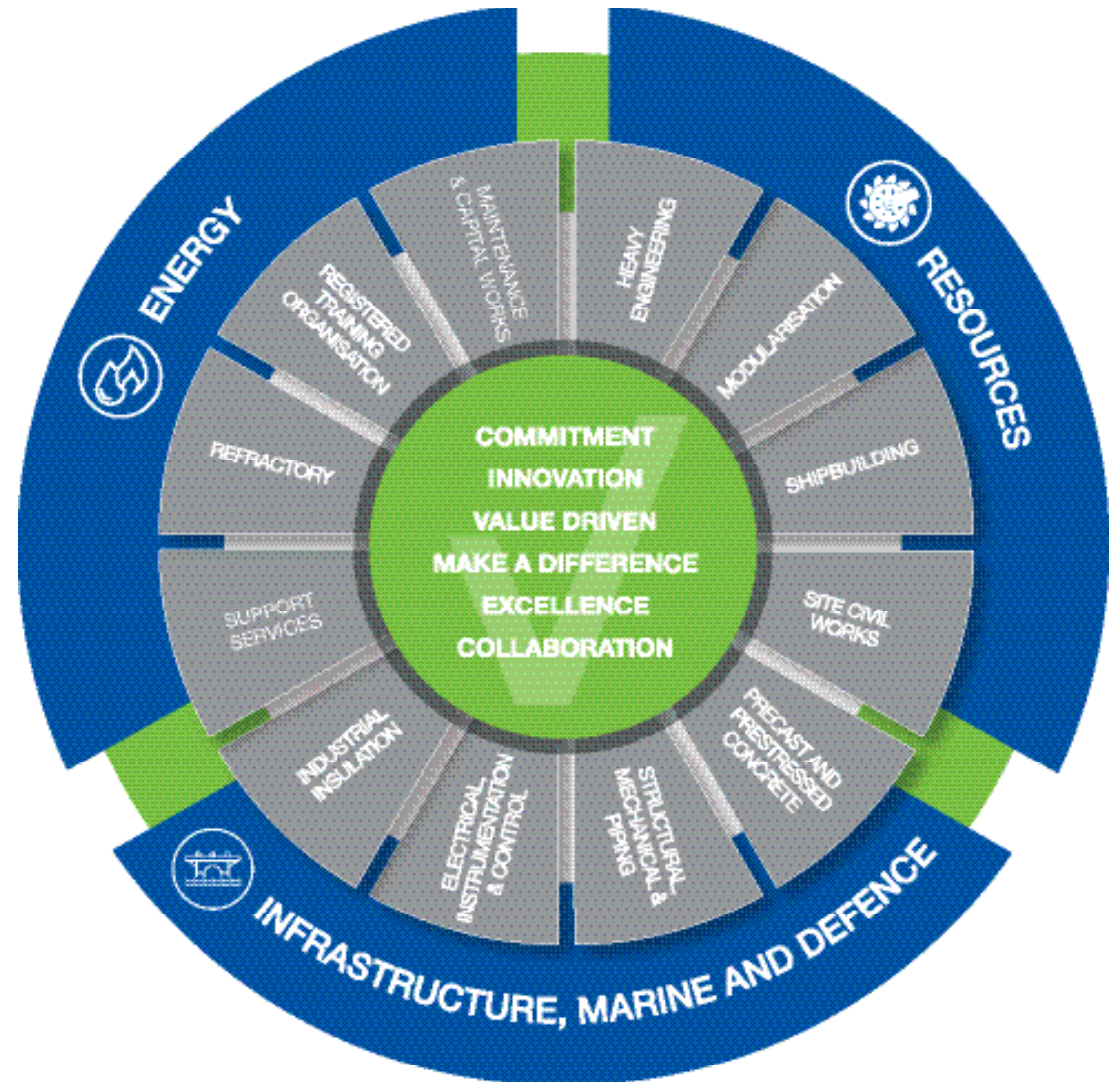 ENERGY
RESOURCES
INFRASTRUCTURE, MARINE AND DEFENCE
MAINTENANCE
& CAPITAL WORKS
HEAVY
ENGINEERING
MODULARISATION
SHIPBUILDING
SITE CIVIL
WORKS
PRECAST AND
PRESTRESSED
CONCRETE
STRUCTURAL
MECHANICAL &
PIPING
ELECTRICAL
INSTRUMENTATION
& CONTROL
INDUSTRIAL
INSULATION
SUPPORT
SERVICES
REFRACTORY
REGISTERED
TRAINING
ORGANISATION
COMMITMENT
INNOVATION
VALUE DRIVEN
MAKE A DIFFERENCE
EXCELLENCE
COLLABORATION